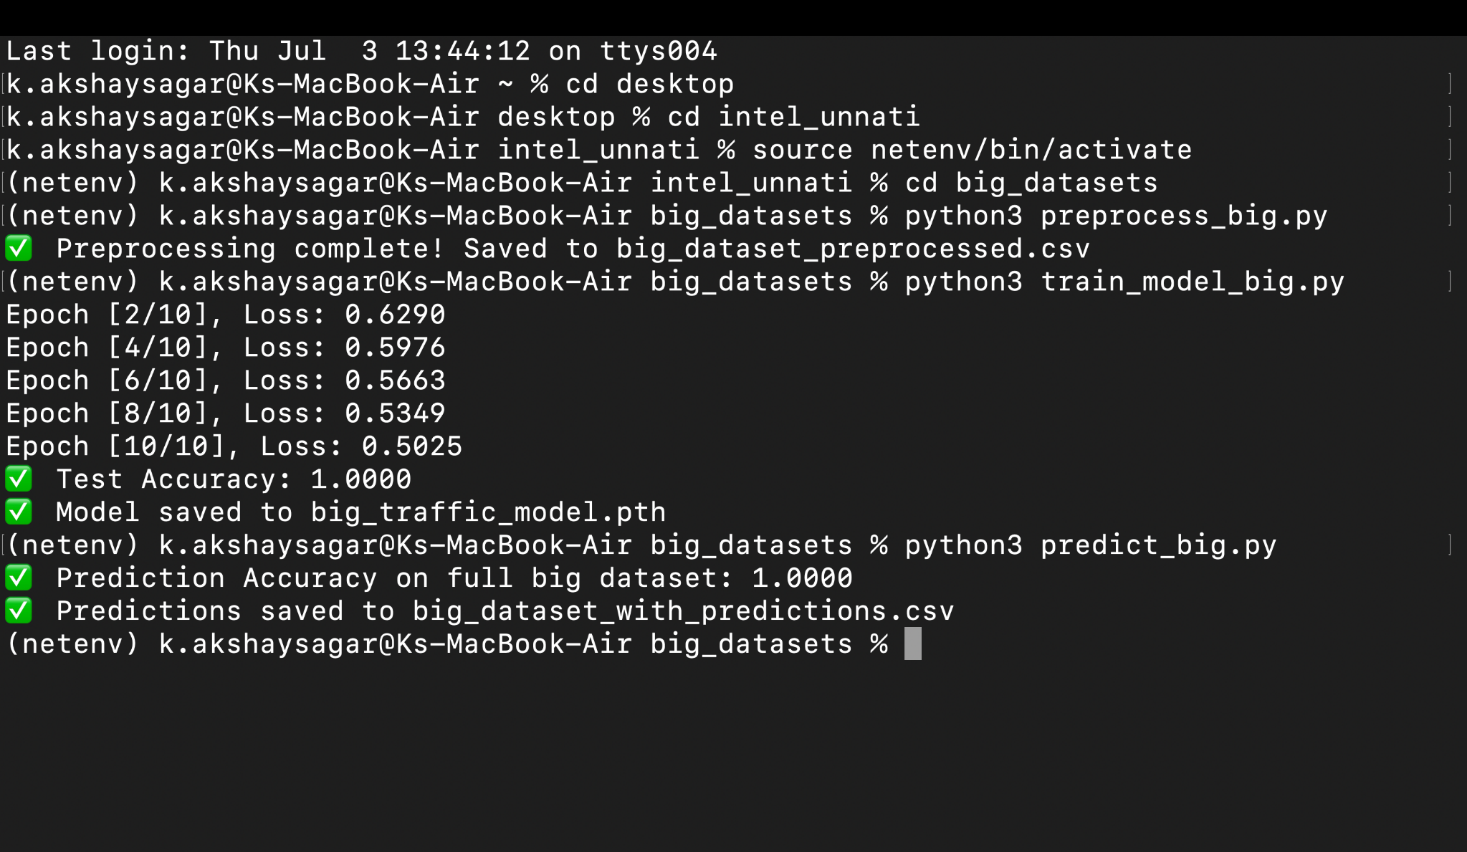 Last login: Thu Jul  3 13:44:12 on ttys004
[k.akshaysagar@Ks-MacBook-Air ~ % cd desktop ]
[k.akshaysagar@Ks-MacBook-Air desktop % cd intel_unnati ]
[k.akshaysagar@Ks-MacBook-Air intel_unnati % source netenv/bin/activate ]
[(netenv) k.akshaysagar@Ks-MacBook-Air intel_unnati % cd big_datasets ]
[(netenv) k.akshaysagar@Ks-MacBook-Air big_datasets % python3 preprocess_big.py ]
✅ Preprocessing complete! Saved to big_dataset_preprocessed.csv
[(netenv) k.akshaysagar@Ks-MacBook-Air big_datasets % python3 train_model_big.py ]
Epoch [2/10], Loss: 0.6290
Epoch [4/10], Loss: 0.5976
Epoch [6/10], Loss: 0.5663
Epoch [8/10], Loss: 0.5349
Epoch [10/10], Loss: 0.5025
✅ Test Accuracy: 1.0000
✅ Model saved to big_traffic_model.pth
[(netenv) k.akshaysagar@Ks-MacBook-Air big_datasets % python3 predict_big.py ]
✅ Prediction Accuracy on full big dataset: 1.0000
✅ Predictions saved to big_dataset_with_predictions.csv
(netenv) k.akshaysagar@Ks-MacBook-Air big_datasets %